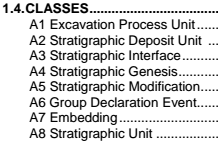 1.4.CLASSES..................................
A1 Excavation Process Unit......
A2 Stratigraphic Deposit Unit ...
A3 Stratigraphic Interface..........
A4 Stratigraphic Genesis...........
A5 Stratigraphic Modification.....
A6 Group Declaration Event......
A7 Embedding..........................
A8 Stratigraphic Unit .................